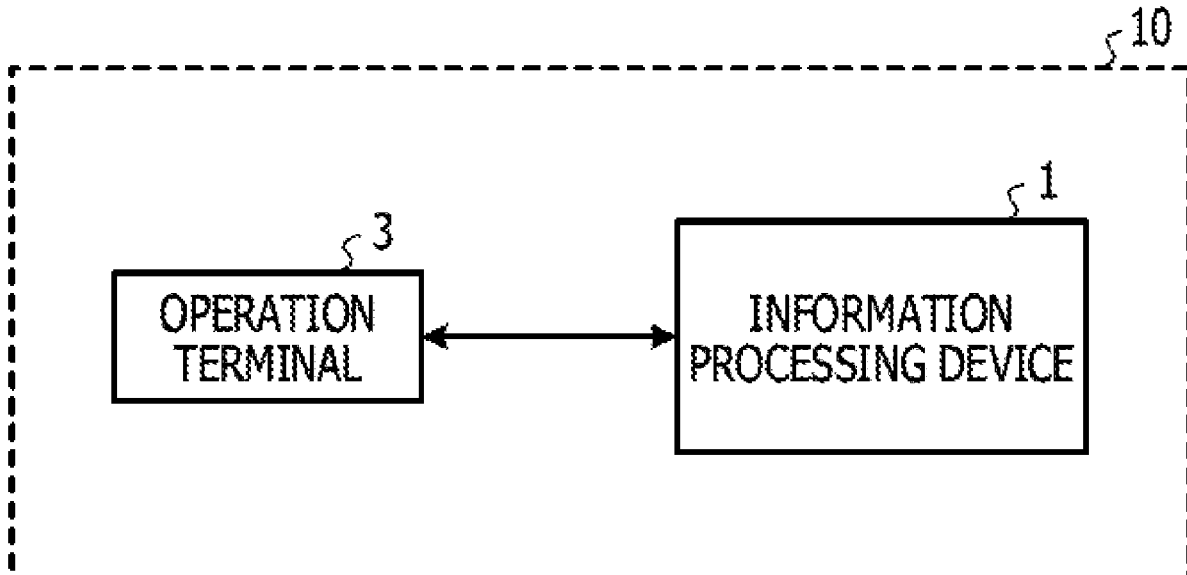 10
1
3
OPERATION
TERMINAL
INFORMATION
PROCESSING DEVICE